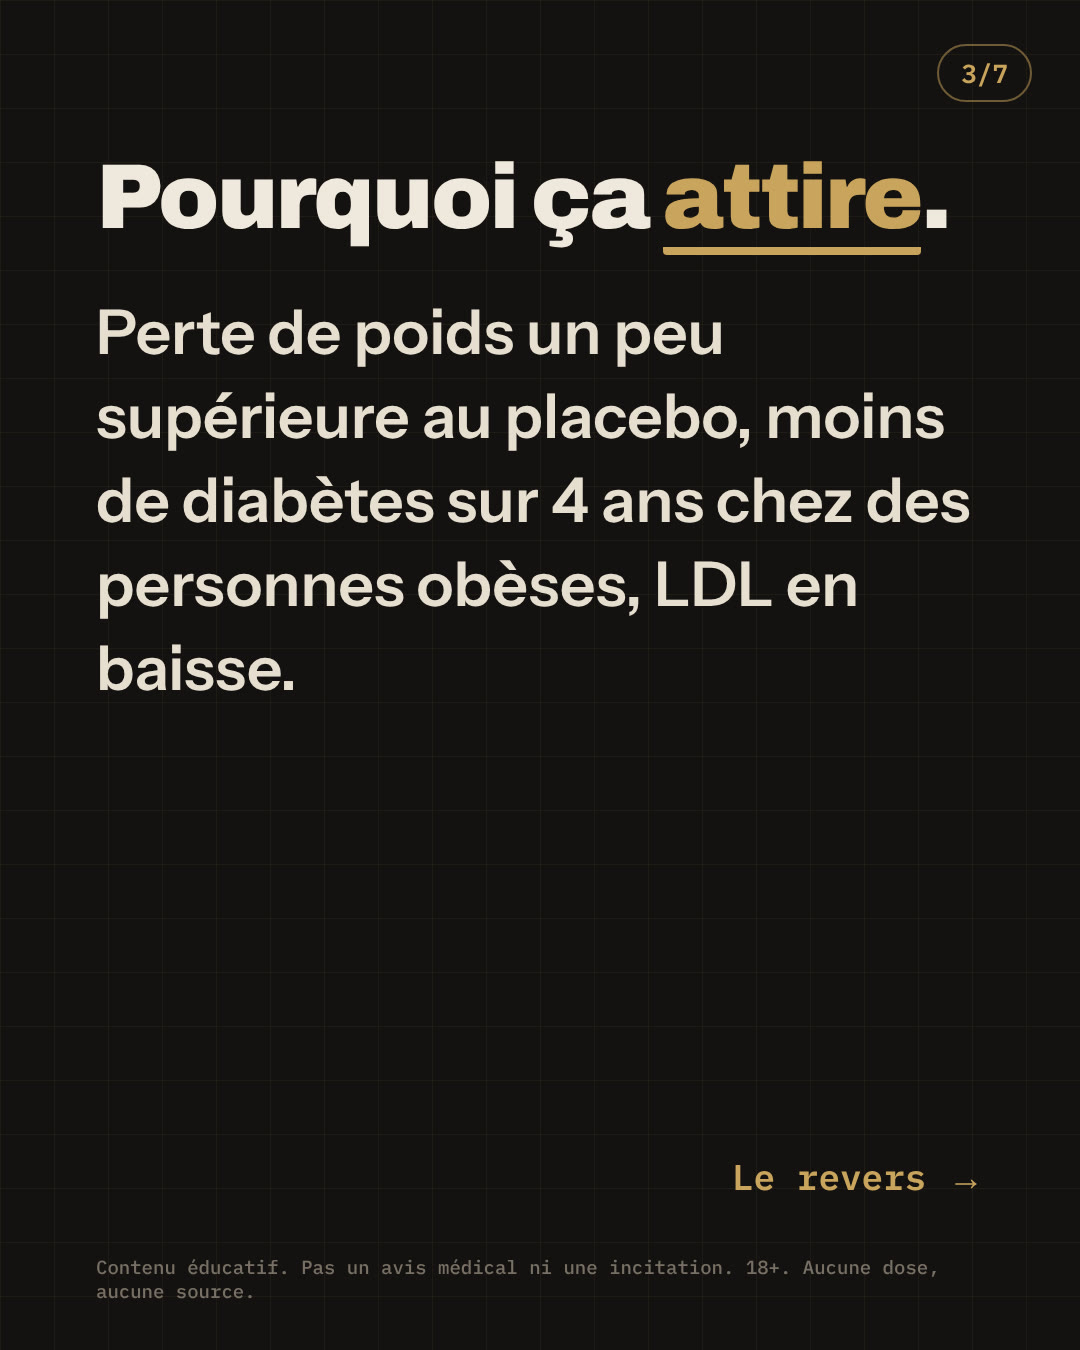 3/7
Pourquoi ça attire.
Perte de poids un peu
supérieure au placebo, moins
de diabètes sur 4 ans chez des
personnes obèses, LDL en
baisse.
Le revers →
Contenu éducatif. Pas un avis médical ni une incitation. 18+. Aucune dose,
aucune source.